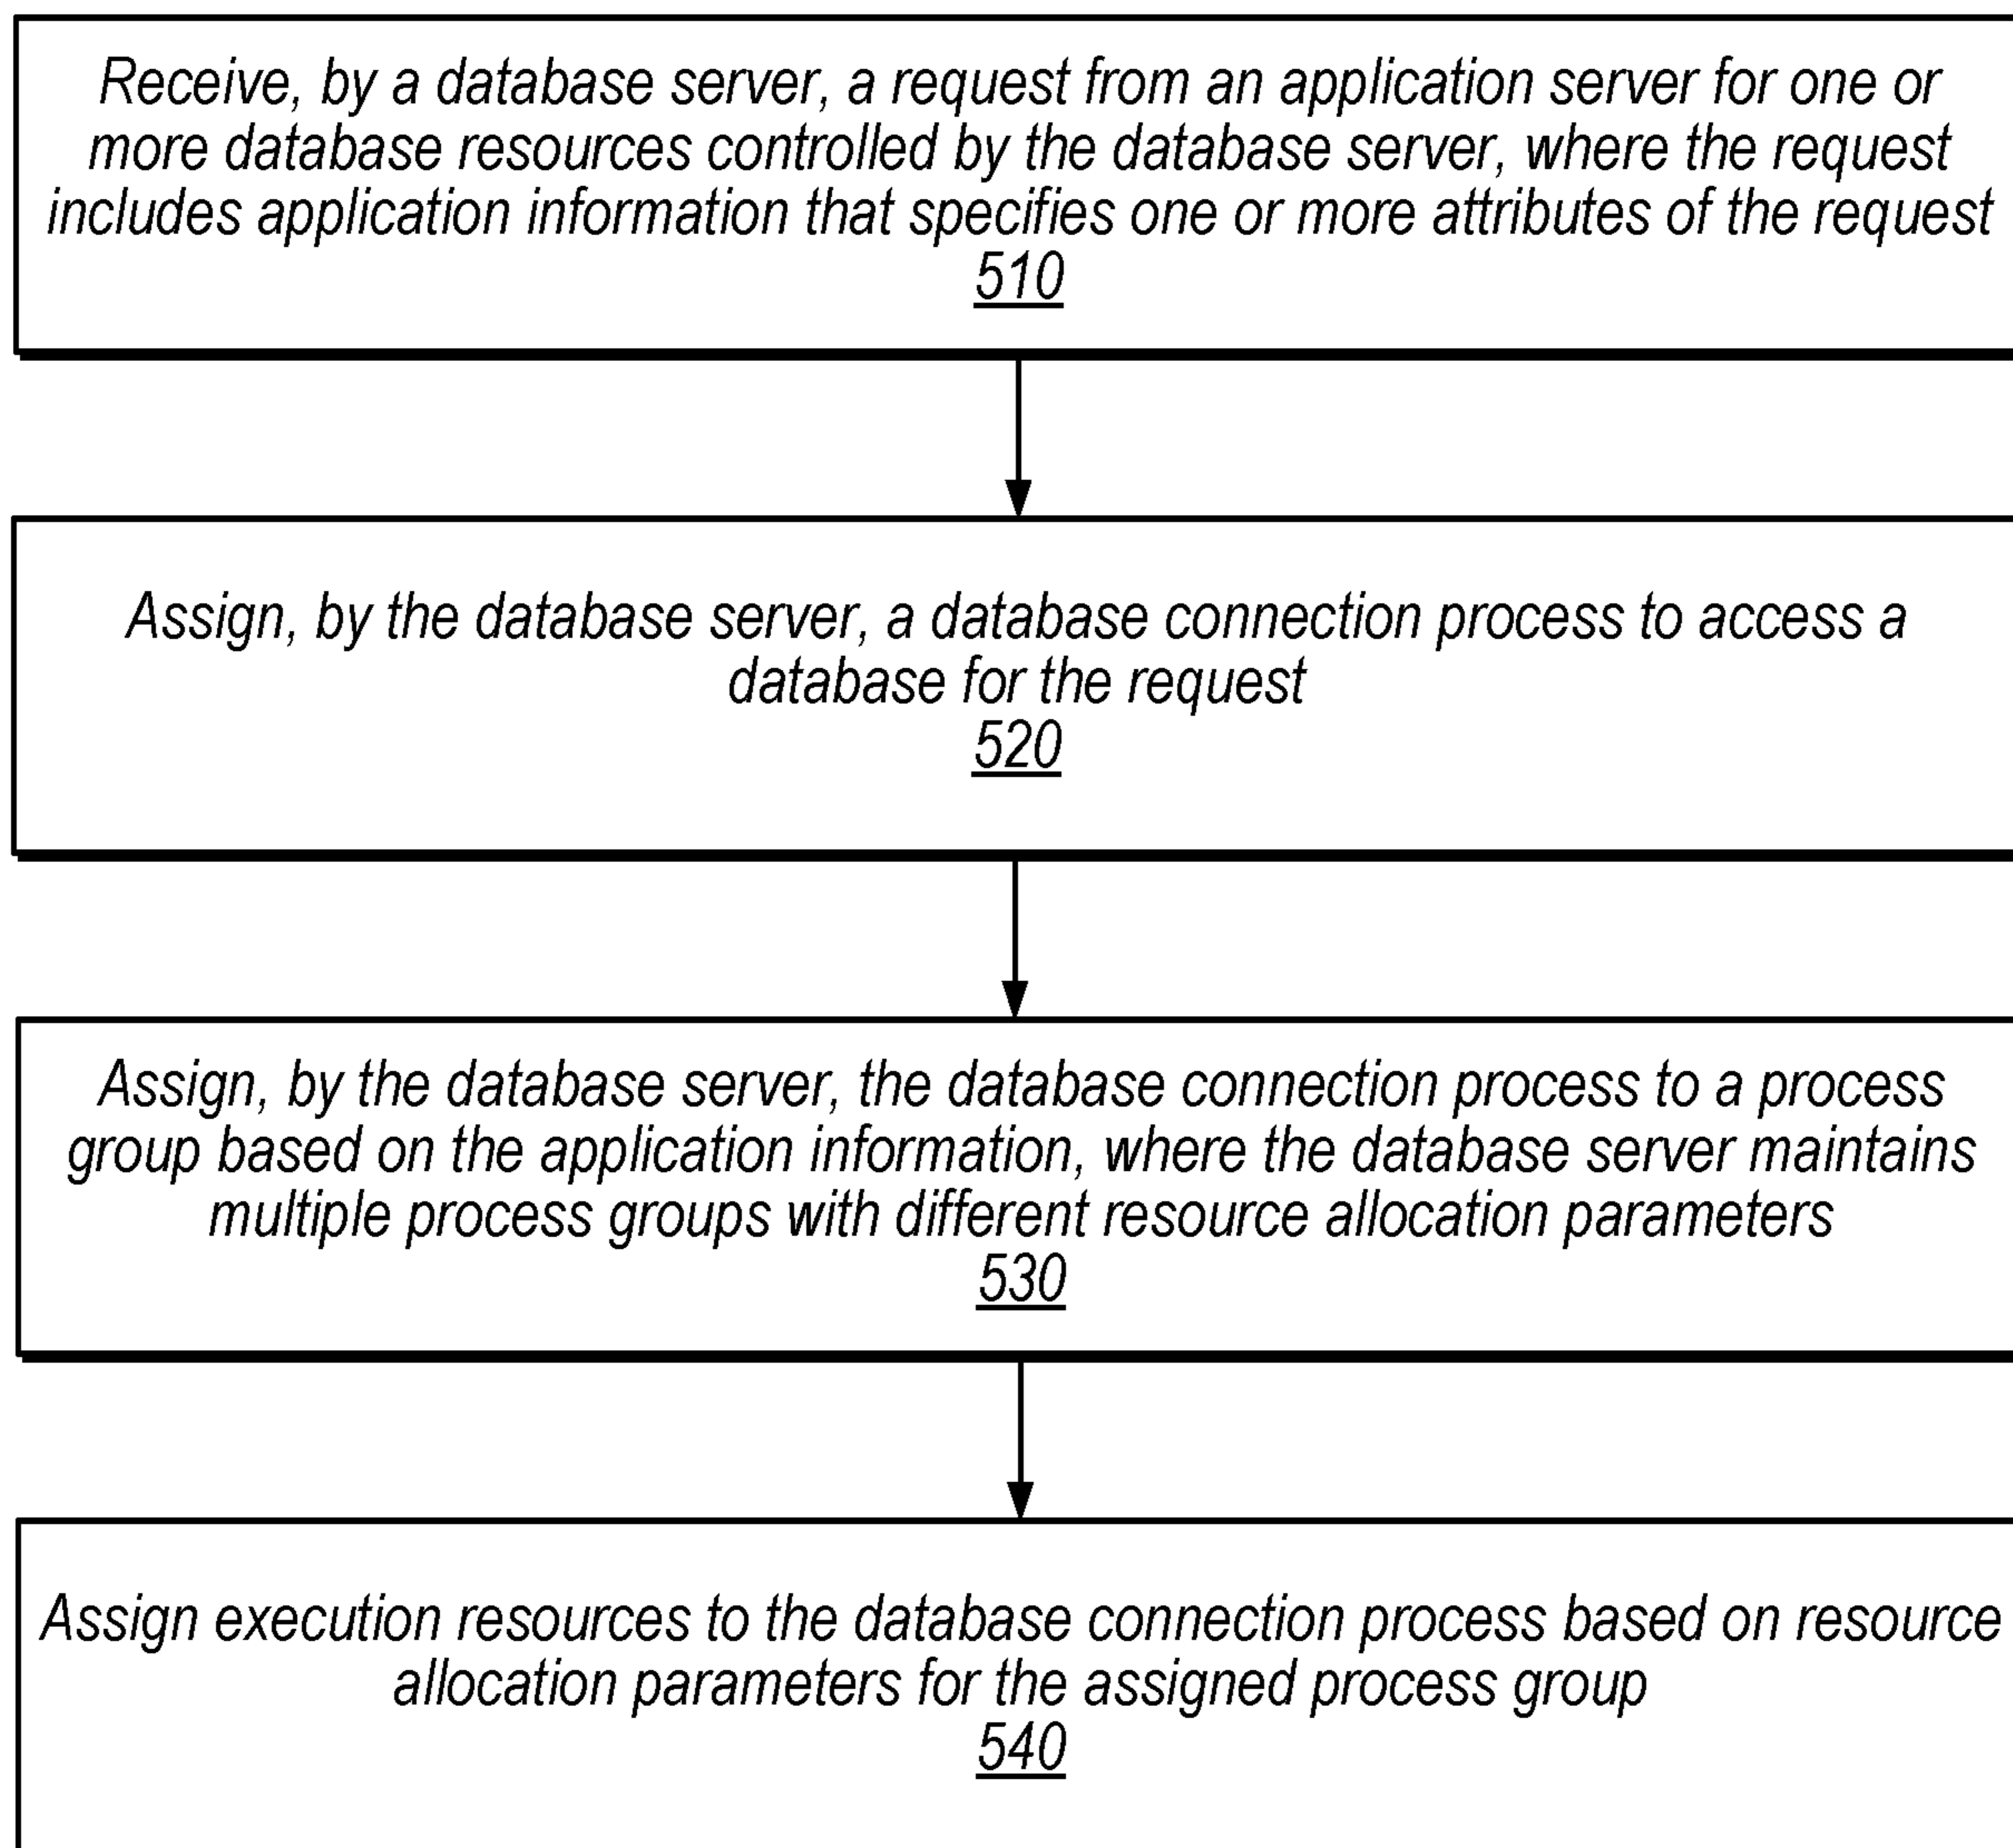 Receive, by a database server, a request from an application server for one or
more database resources controlled by the database server, where the request
includes application information that specifies one or more attributes of the request
510
Assign, by the database server, a database connection process to access a
database for the request
520
Assign, by the database server, the database connection process to a process
group based on the application information, where the database server maintains
multiple process groups with different resource allocation parameters
530
Assign execution resources to the database connection process based on resource
allocation parameters for the assigned process group
540